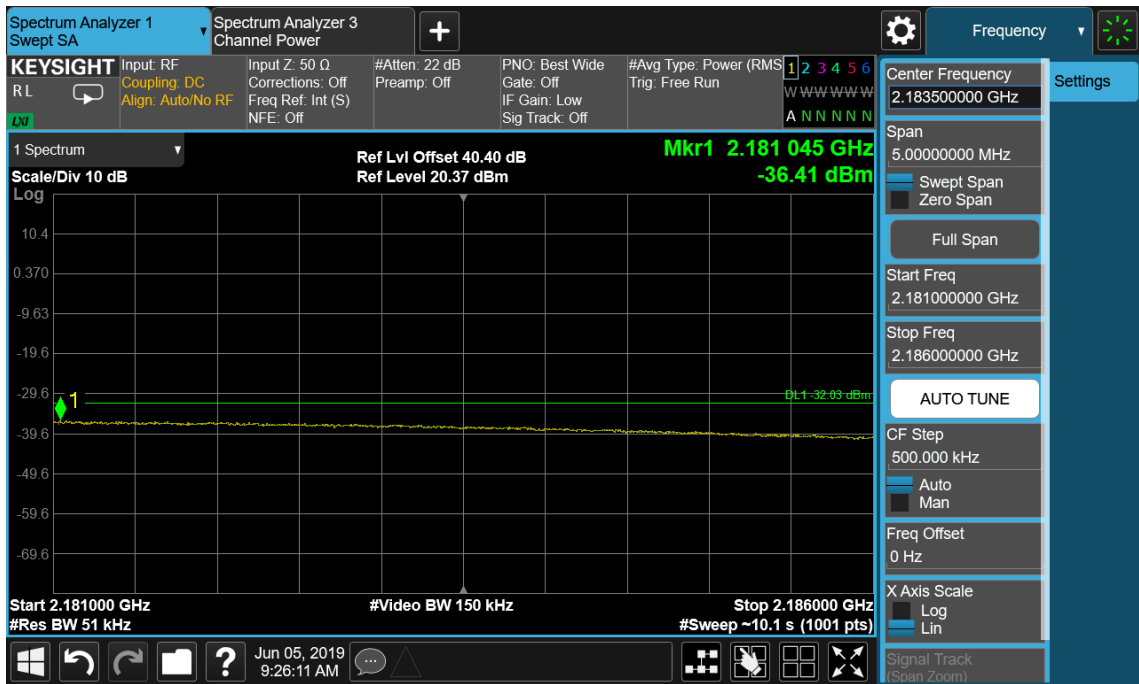 Spectrum Analyzer 1
Swept SA
Spectrum Analyzer 3
Channel Power
Frequency
KEYSIGHT
R L
LXI
Input: RF
Coupling: DC
Align: Auto/No RF
Input Z: 50 Ω
Corrections: Off
Freq Ref: Int (S)
NFE: Off
#Atten: 22 dB
Preamp: Off
PNO: Best Wide
Gate: Off
IF Gain: Low
Sig Track: Off
#Avg Type: Power (RMS
Trig: Free Run
1 2 3 4 5 6
W W W W W W
A N N N N N
1 Spectrum
Scale/Div 10 dB
Ref Lvl Offset 40.40 dB
Ref Level 20.37 dBm
Mkr1 2.181 045 GHz
-36.41 dBm
Log
10.4
0.370
-9.63
-19.6
-29.6
-39.6
-49.6
-59.6
-69.6
1
DL1 -32.03 dBm
Start 2.181000 GHz
#Res BW 51 kHz
#Video BW 150 kHz
Stop 2.186000 GHz
#Sweep ~10.1 s (1001 pts)
Center Frequency
2.183500000 GHz
Span
5.00000000 MHz
Swept Span
Zero Span
Full Span
Start Freq
2.181000000 GHz
Stop Freq
2.186000000 GHz
AUTO TUNE
CF Step
500.000 kHz
Auto
Man
Freq Offset
0 Hz
X Axis Scale
Log
Lin
Signal Track
(Span Zoom)
Settings
?
Jun 05, 2019
9:26:11 AM